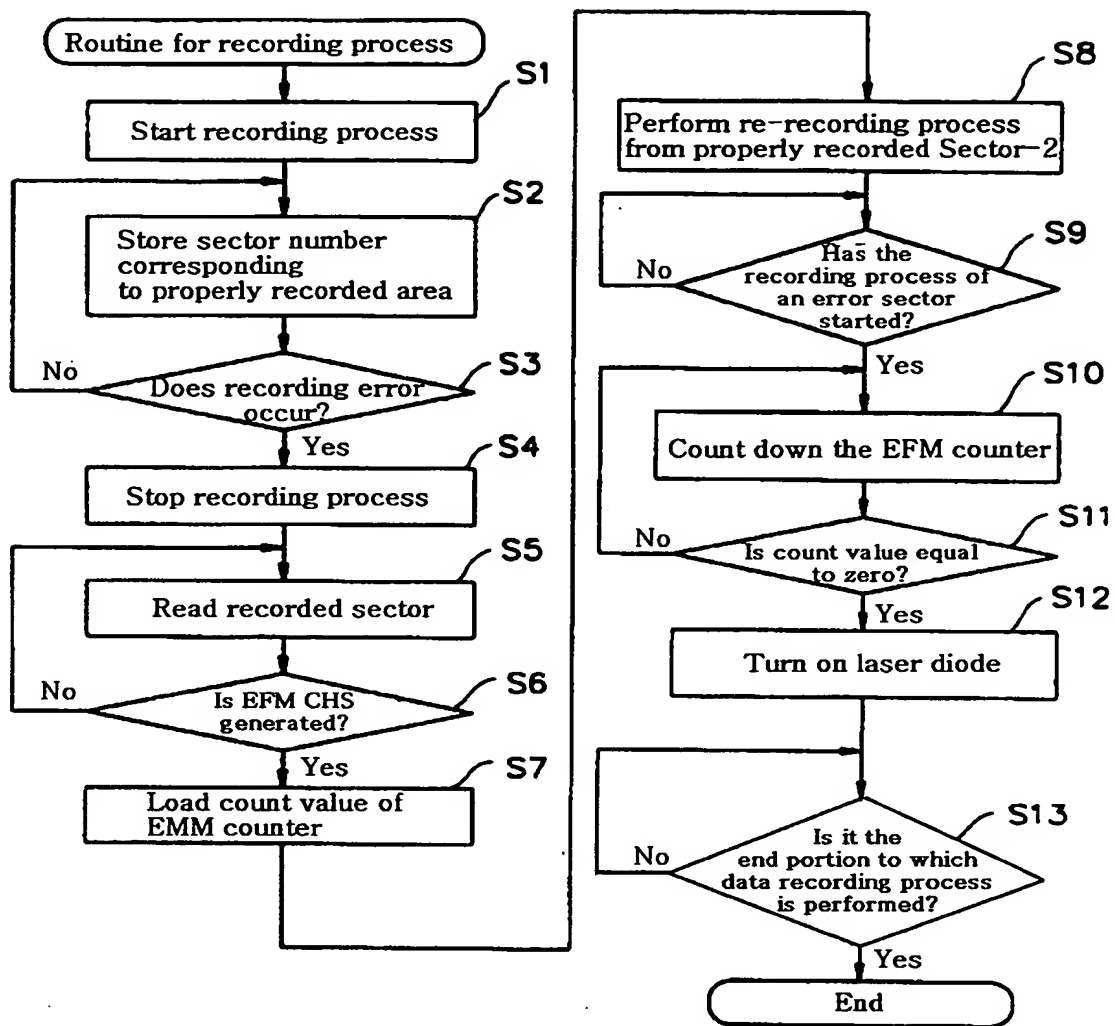 Routine for recording process
S1
Start recording process
S2
Store sector number
corresponding
to properly recorded area
S3
No
Does recording error
occur?
Yes
S4
Stop recording process
S5
Read recorded sector
No
S6
Is EFM CHS
generated?
Yes
S7
Load count value of
EMM counter
S8
Perform re-recording process
from properly recorded Sector-2
S9
No
Has the
recording process of
an error sector
started?
Yes
S10
Count down the EFM counter
S11
No
Is count value equal
to zero?
Yes
S12
Turn on laser diode
S13
No
Is it the
end portion to which
data recording process
is performed?
Yes
End